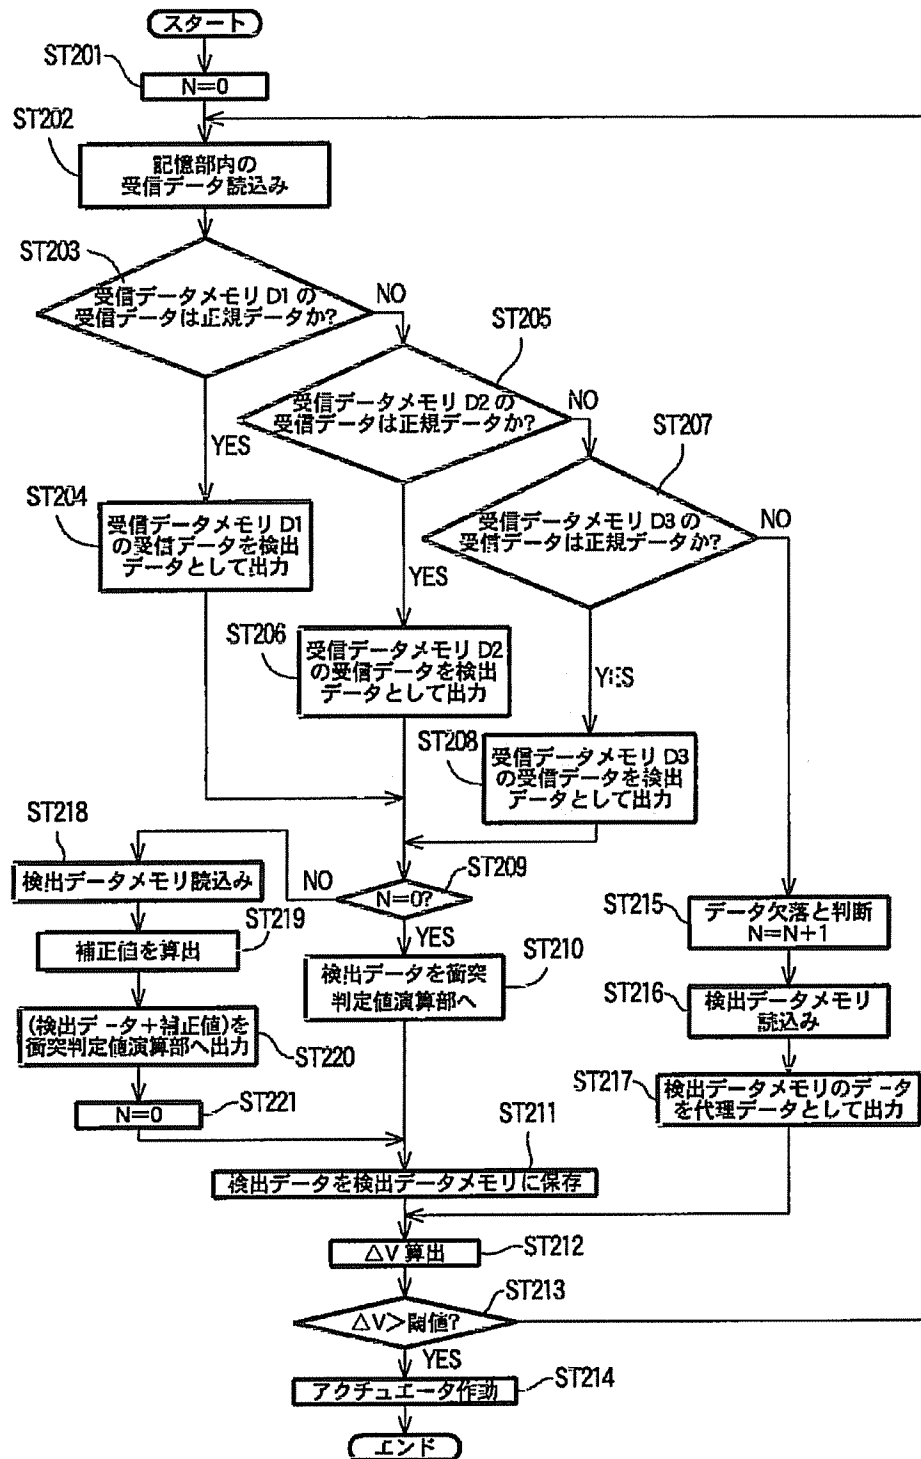 スタート
ST201
N=0
ST202
記憶部内の
受信データ読込み
ST203
受信データメモリ D1 の
受信データは正規データか?
NO
YES
ST205
受信データメモリ D2 の
受信データは正規データか?
NO
YES
ST207
受信データメモリ D3 の
受信データは正規データか?
NO
YES
ST204
受信データメモリ D1
の受信データを検出
データとして出力
ST206
受信データメモリ D2
の受信データを検出
データとして出力
ST208
受信データメモリ D3
の受信データを検出
データとして出力
ST209
N=0?
NO
YES
ST218
検出データメモリ読込み
ST219
補正値を算出
ST220
(検出データ+補正値)を
衝突判定値演算部へ出力
ST221
N=0
ST210
検出データを衝突
判定値演算部へ
ST215
データ欠落と判断
N=N+1
ST216
検出データメモリ
読込み
ST217
検出データメモリのデータ
を代理データとして出力
ST211
検出データを検出データメモリに保存
ST212
△V 算出
ST213
△V>閾値?
YES
ST214
アクチュエータ作動
エンド